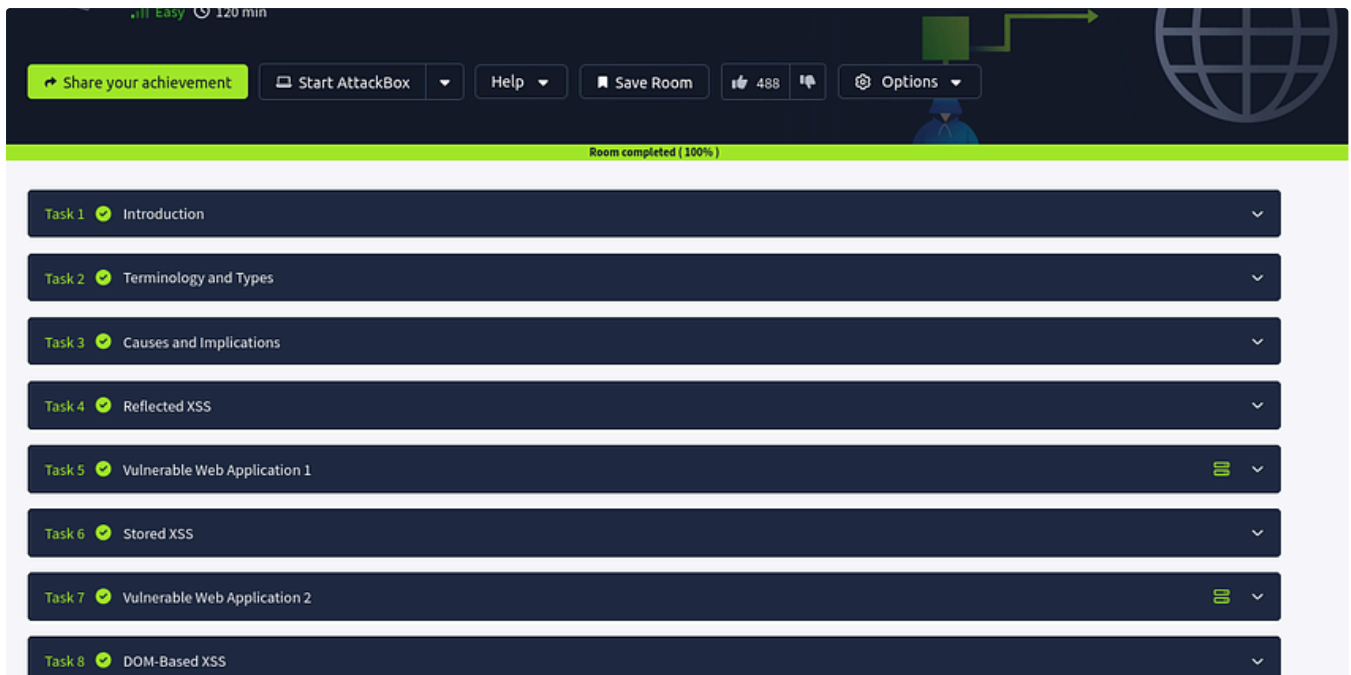 Easy 120 min
Share your achievement Start AttackBox Help Save Room 488 Options
Room completed ( 100% )
Task 1 Introduction
Task 2 Terminology and Types
Task 3 Causes and Implications
Task 4 Reflected XSS
Task 5 Vulnerable Web Application 1
Task 6 Stored XSS
Task 7 Vulnerable Web Application 2
Task 8 DOM-Based XSS